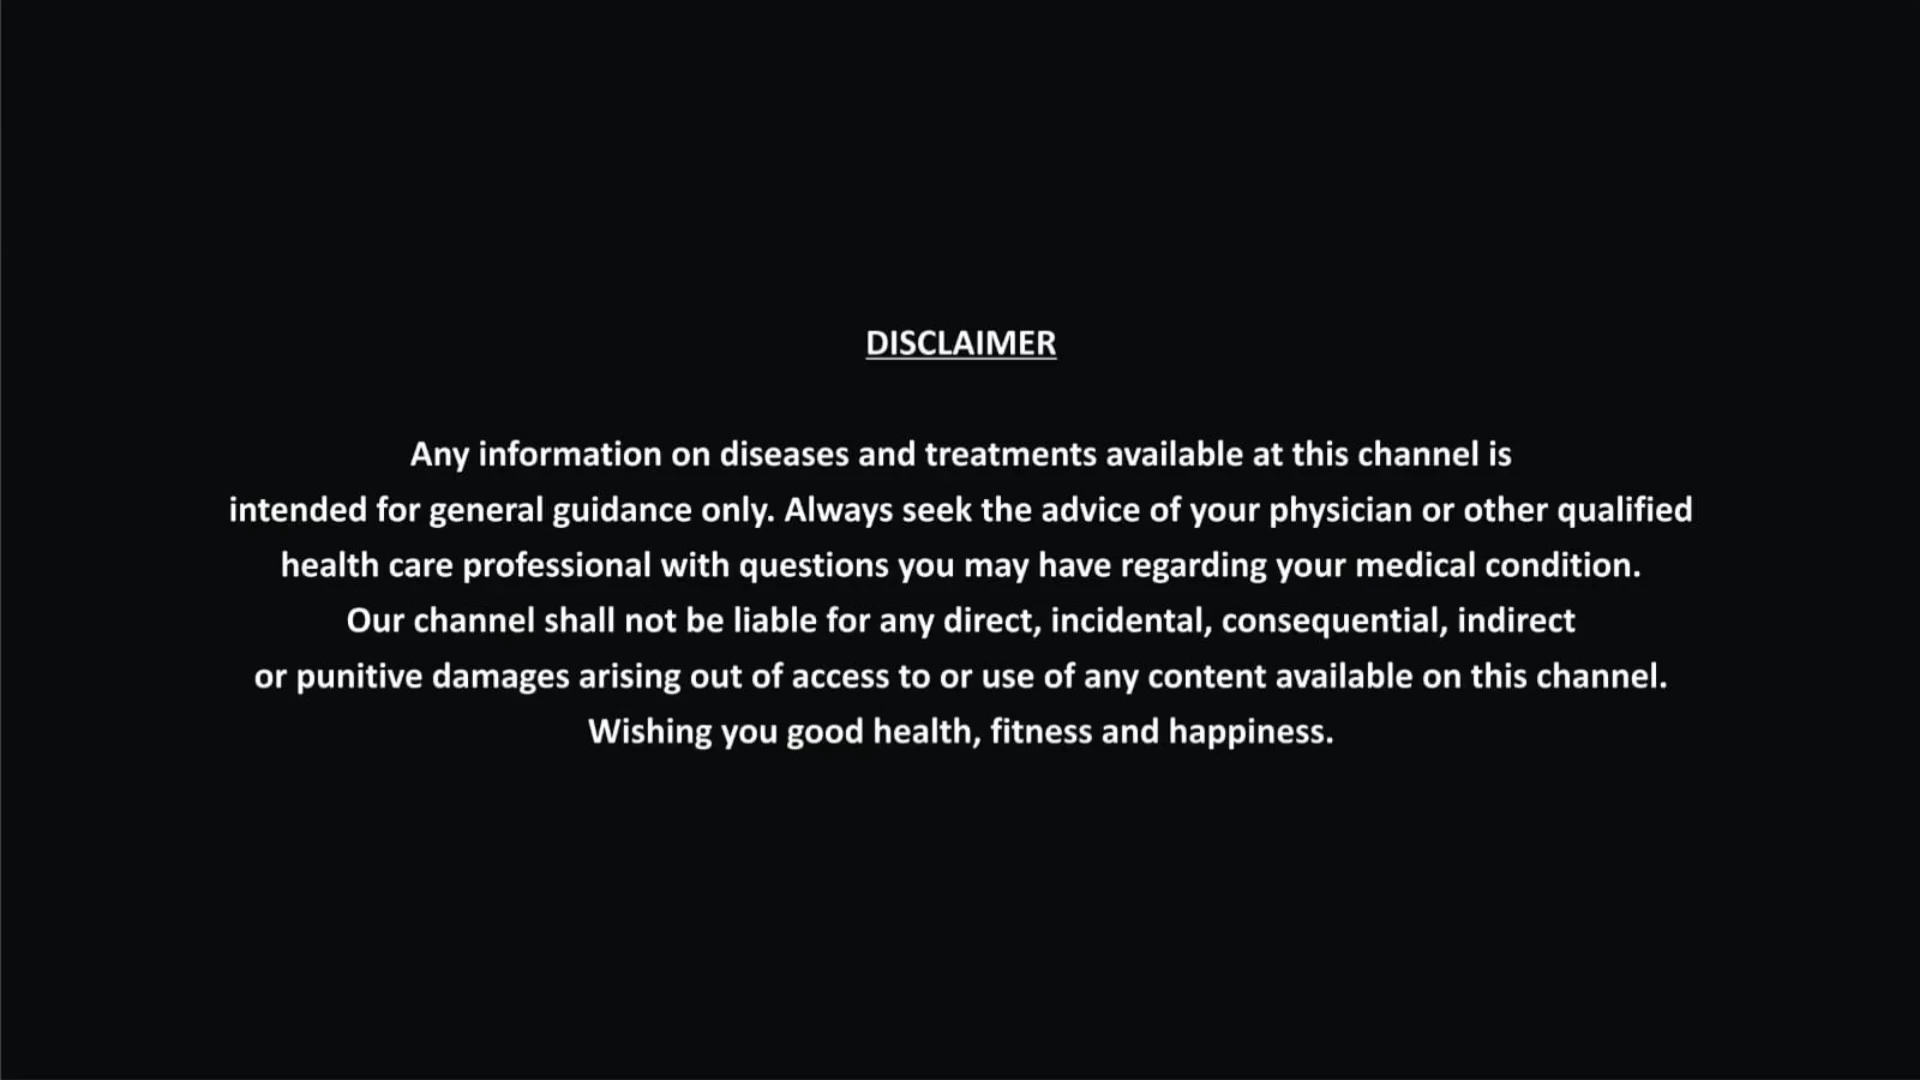 DISCLAIMER
Any information on diseases and treatments available at this channel is
intended for general guidance only. Always seek the advice of your physician or other qualified
health care professional with questions you may have regarding your medical condition.
Our channel shall not be liable for any direct, incidental, consequential, indirect
or punitive damages arising out of access to or use of any content available on this channel.
Wishing you good health, fitness and happiness.